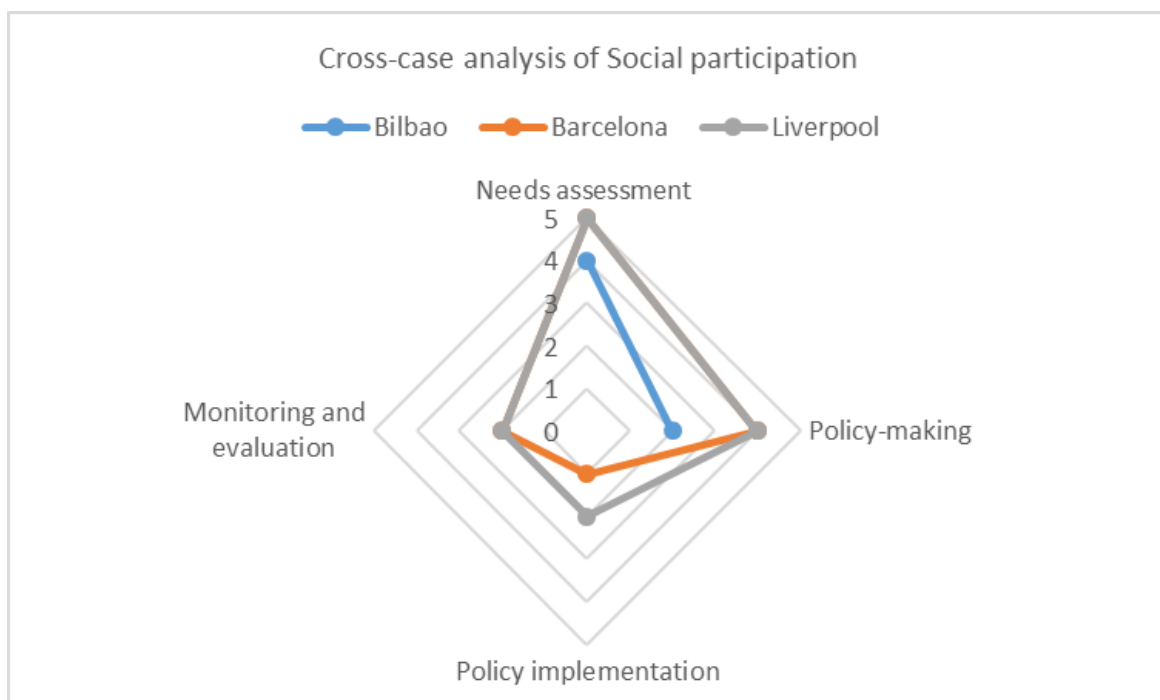 Cross-case analysis of Social participation
Bilbao Barcelona Liverpool
Needs assessment
5
4
3
2
1
0
Monitoring and
evaluation
Policy-making
Policy implementation